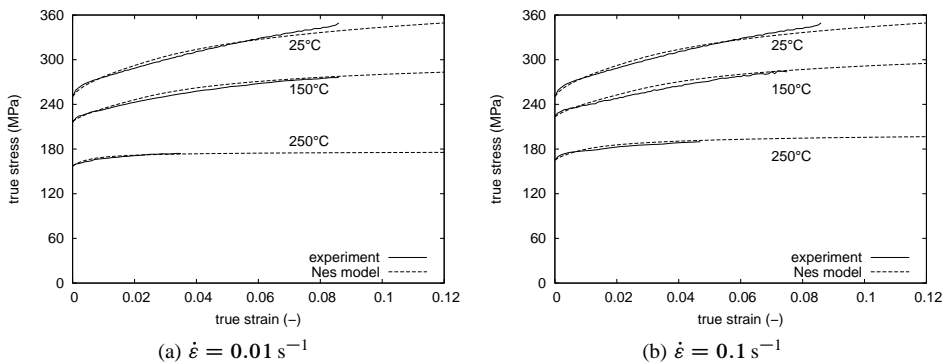 360
300
240
180
120
60
0
true stress (MPa)
25°C
150°C
250°C
experiment
Nes model
0 0.02 0.04 0.06 0.08 0.1 0.12
true strain (−)
(a) ε̇ = 0.01 s⁻¹
360
300
240
180
120
60
0
true stress (MPa)
25°C
150°C
250°C
experiment
Nes model
0 0.02 0.04 0.06 0.08 0.1 0.12
true strain (−)
(b) ε̇ = 0.1 s⁻¹